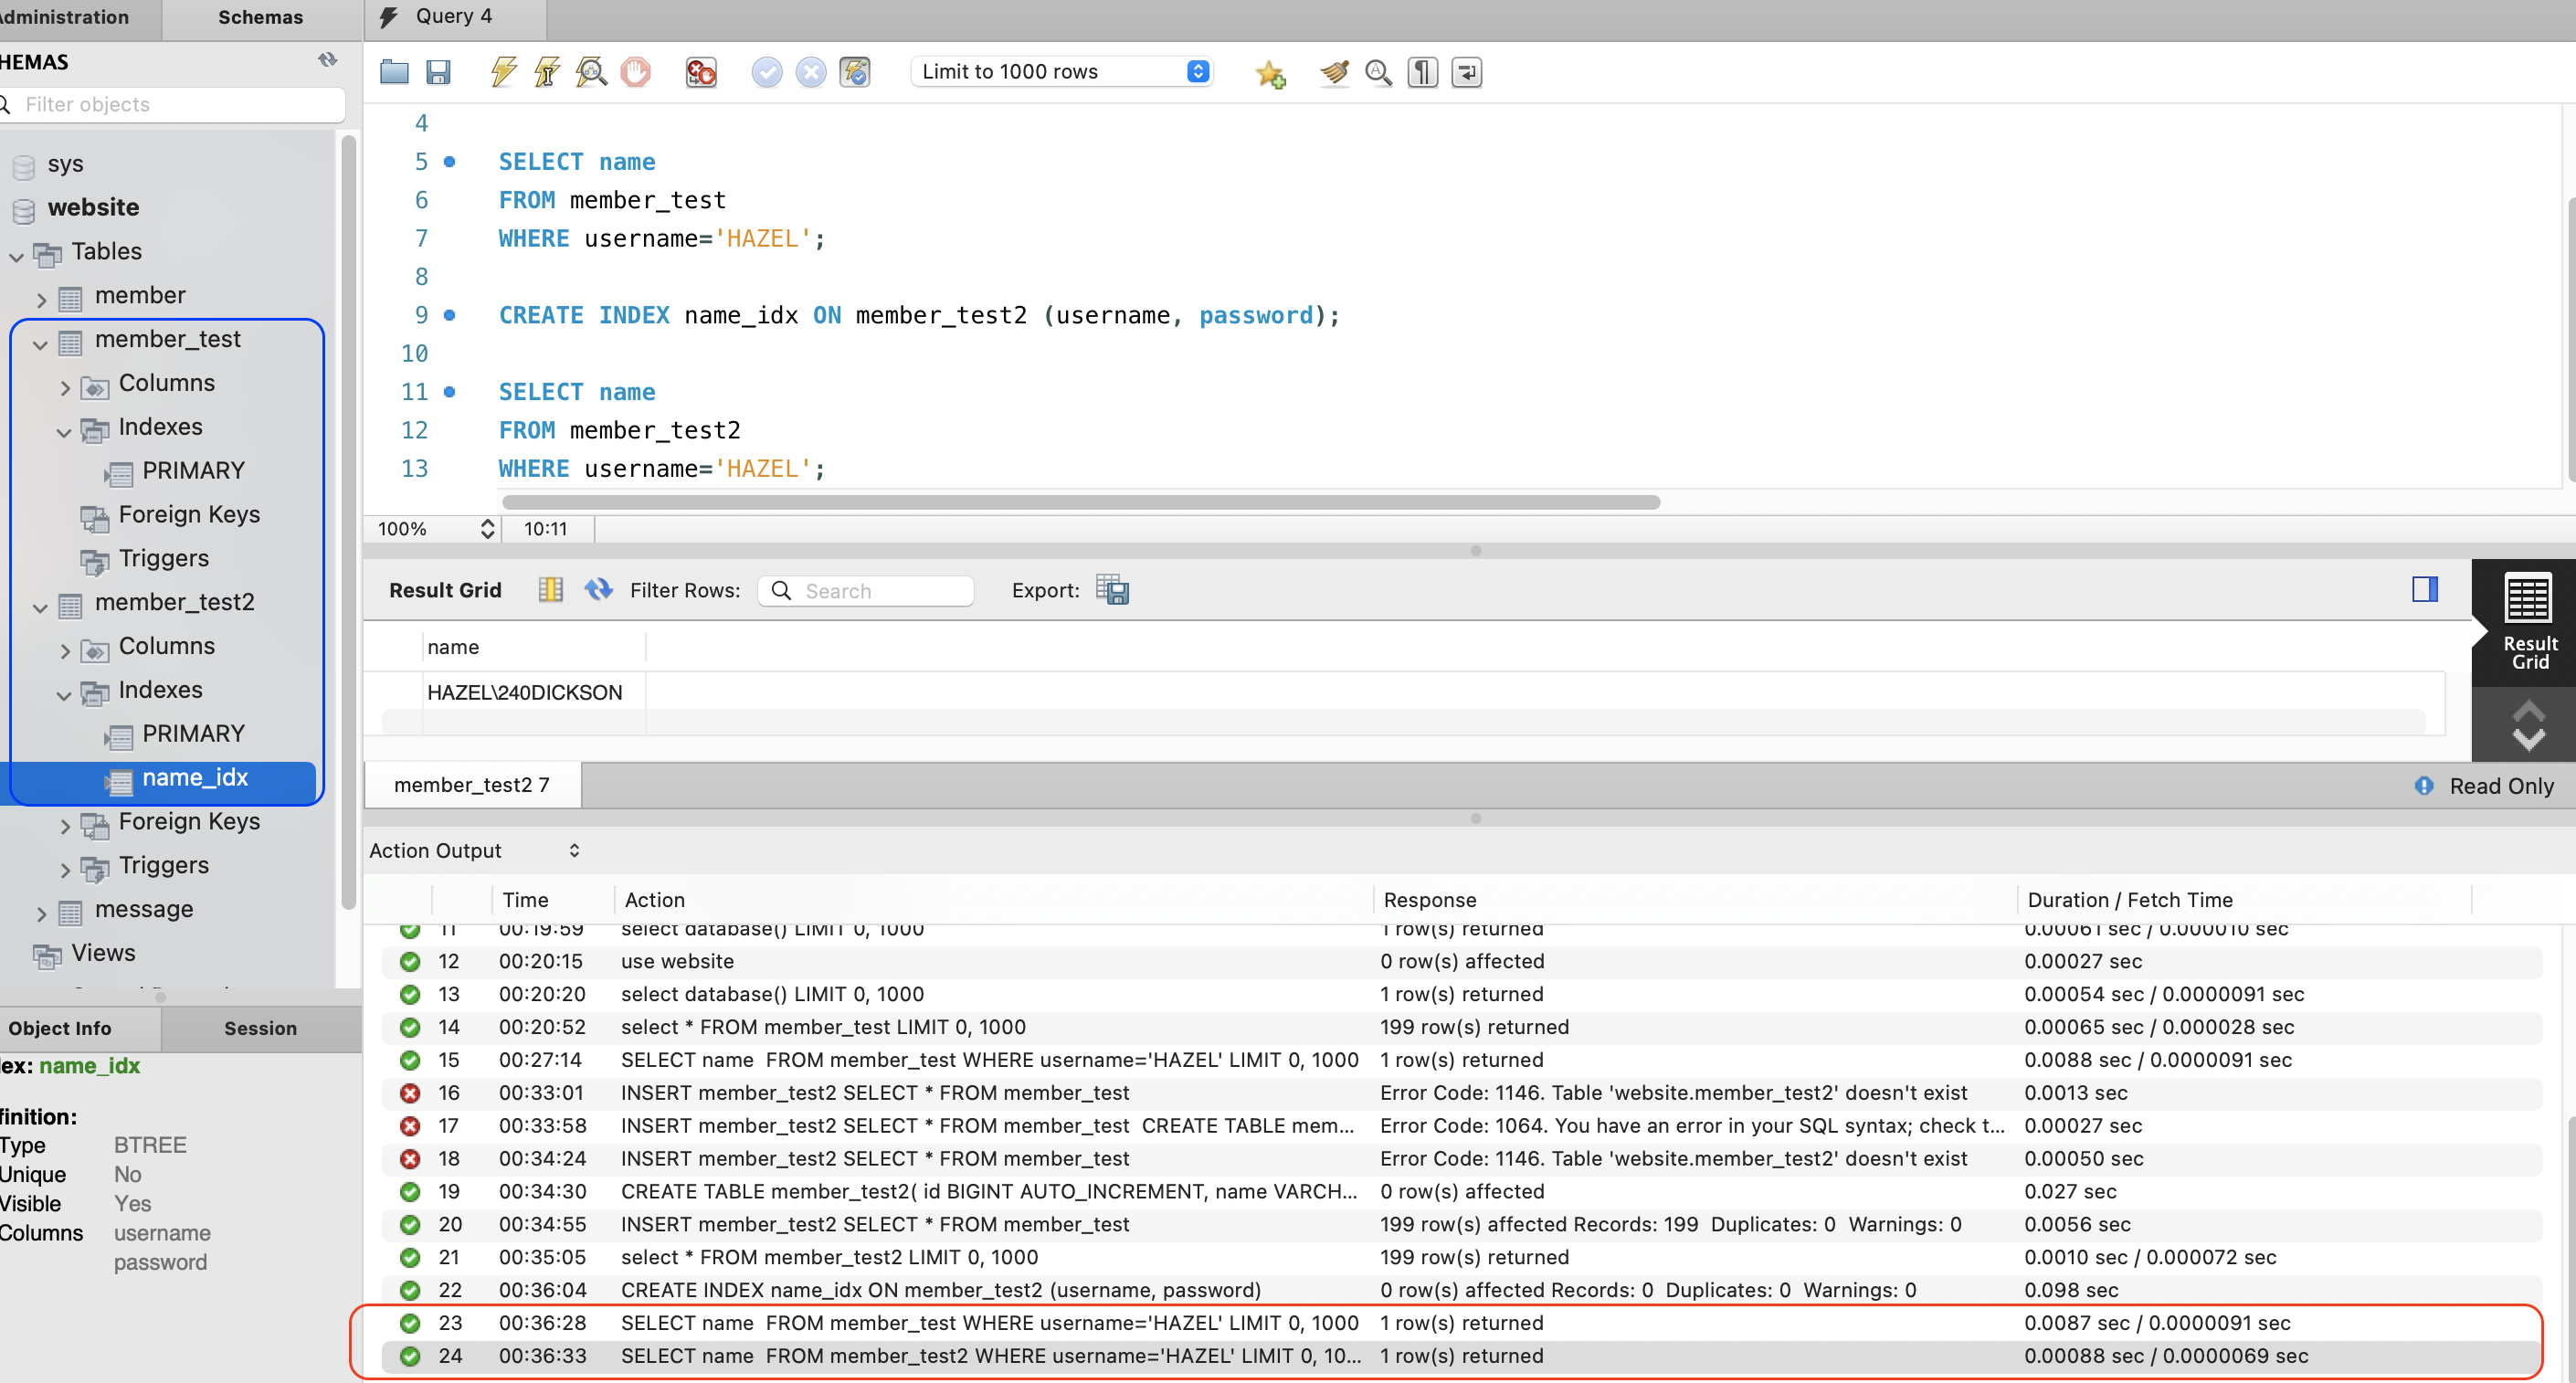 Administration
Schemas
Query 4
HEMAS
Filter objects
Limit to 1000 rows
sys
website
Tables
member
member_test
Columns
Indexes
PRIMARY
Foreign Keys
Triggers
member_test2
Columns
Indexes
PRIMARY
name_idx
Foreign Keys
Triggers
message
Views
4
5 SELECT name
6 FROM member_test
7 WHERE username='HAZEL';
8
9 CREATE INDEX name_idx ON member_test2 (username, password);
10
11 SELECT name
12 FROM member_test2
13 WHERE username='HAZEL';
100% 10:11
Result Grid Filter Rows: Search Export:
name
HAZEL\240DICKSON
Result
Grid
member_test2 7
Read Only
Action Output
Time Action Response Duration / Fetch Time
11 00:19:59 select database() LIMIT 0, 1000 1 row(s) returned 0.00061 sec / 0.000010 sec
12 00:20:15 use website 0 row(s) affected 0.00027 sec
13 00:20:20 select database() LIMIT 0, 1000 1 row(s) returned 0.00054 sec / 0.0000091 sec
14 00:20:52 select * FROM member_test LIMIT 0, 1000 199 row(s) returned 0.00065 sec / 0.000028 sec
15 00:27:14 SELECT name FROM member_test WHERE username='HAZEL' LIMIT 0, 1000 1 row(s) returned 0.0088 sec / 0.0000091 sec
16 00:33:01 INSERT member_test2 SELECT * FROM member_test Error Code: 1146. Table 'website.member_test2' doesn't exist 0.0013 sec
17 00:33:58 INSERT member_test2 SELECT * FROM member_test CREATE TABLE mem... Error Code: 1064. You have an error in your SQL syntax; check t... 0.00027 sec
18 00:34:24 INSERT member_test2 SELECT * FROM member_test Error Code: 1146. Table 'website.member_test2' doesn't exist 0.00050 sec
19 00:34:30 CREATE TABLE member_test2( id BIGINT AUTO_INCREMENT, name VARCH... 0 row(s) affected 0.027 sec
20 00:34:55 INSERT member_test2 SELECT * FROM member_test 199 row(s) affected Records: 199 Duplicates: 0 Warnings: 0 0.0056 sec
21 00:35:05 select * FROM member_test2 LIMIT 0, 1000 199 row(s) returned 0.0010 sec / 0.000072 sec
22 00:36:04 CREATE INDEX name_idx ON member_test2 (username, password) 0 row(s) affected Records: 0 Duplicates: 0 Warnings: 0 0.098 sec
23 00:36:28 SELECT name FROM member_test WHERE username='HAZEL' LIMIT 0, 1000 1 row(s) returned 0.0087 sec / 0.0000091 sec
24 00:36:33 SELECT name FROM member_test2 WHERE username='HAZEL' LIMIT 0, 10... 1 row(s) returned 0.00088 sec / 0.0000069 sec
Object Info
Session
ex: name_idx
finition:
Type BTREE
Unique No
Visible Yes
Columns username
password